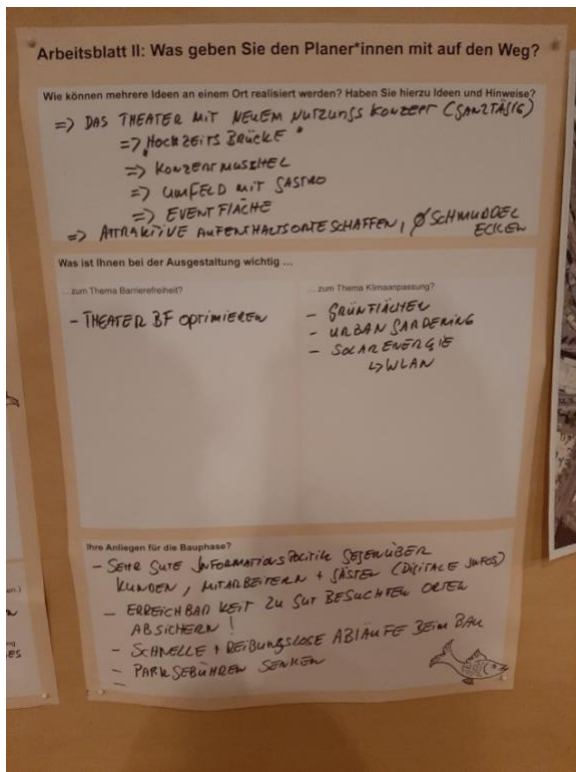 Arbeitsblatt II: Was geben Sie den Planer*innen mit auf den Weg?
Wie können mehrere Ideen an einem Ort realisiert werden? Haben Sie hierzu Ideen und Hinweise?
=> DAS THEATER MIT NEUEM NUTZUNGSKONZEPT (GANZTÄGIG)
=> "HOCHZEITSBRÜCKE"
=> KONZERTMUSCHEL
=> UMFELD MIT GASTRO
=> EVENTFLÄCHE
=> ATTRAKTIVE AUFENTHALTSORTE SCHAFFEN, Ø SCHMUDDEL
ECKEN
Was ist Ihnen bei der Ausgestaltung wichtig ...
... zum Thema Barrierefreiheit?
- THEATER BF OPTIMIEREN
... zum Thema Klimaanpassung?
- GRÜNFLÄCHEN
- URBAN GARDENING
- SOLARENERGIE
↳ WLAN
Ihre Anliegen für die Bauphase?
- SEHR GUTE INFORMATIONSPOLITIK GEGENÜBER
KUNDEN, MITARBEITERN + GÄSTEN (DIGITALE INFOS)
- ERREICHBARKEIT ZU GUT BESUCHTEN ORTEN
ABSICHERN!
- SCHNELLE + REIBUNGSLOSE ABLÄUFE BEIM BAU
- PARKGEBÜHREN SENKEN
-